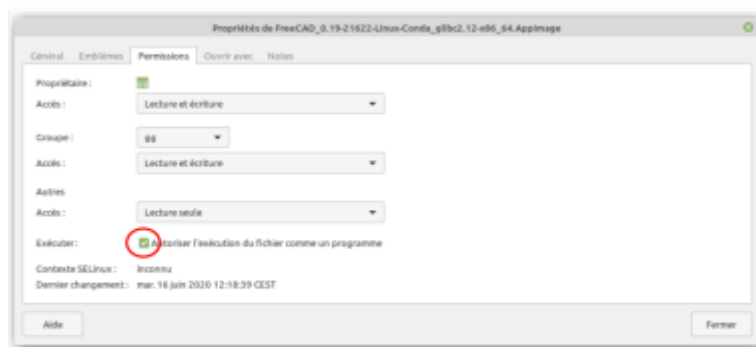 Propriétés de FreeCAD_0.19-21622-Linux-Conda_glibc2.12-x86_64.AppImage
Général Emblèmes Permissions Ouvrir avec Notes
Propriétaire :
Accès : Lecture et écriture
Groupe :
Accès : Lecture et écriture
Autres
Accès : Lecture seule
Exécuter : Autoriser l'exécution du fichier comme un programme
Contexte SELinux : inconnu
Dernier changement : mar. 16 juin 2020 12:18:39 CEST
Aide Fermer